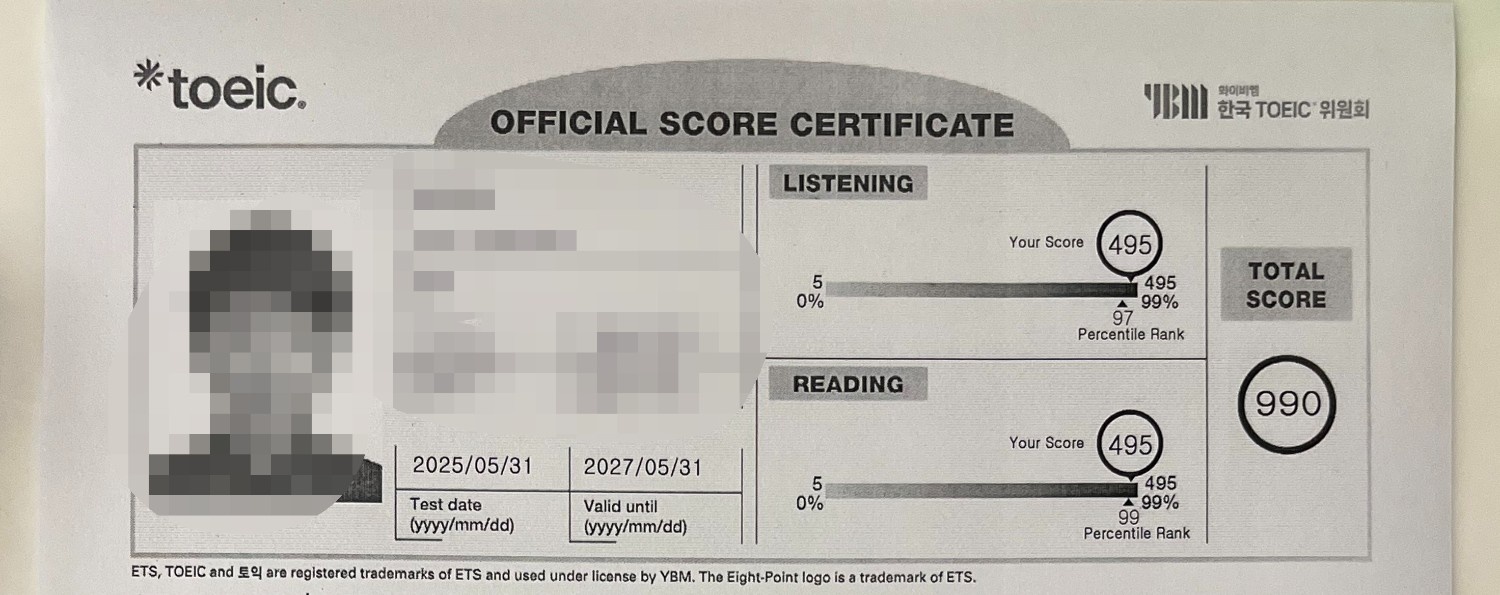 *toeic®
OFFICIAL SCORE CERTIFICATE
YBM 와이비엠
한국 TOEIC® 위원회
2025/05/31
Test date
(yyyy/mm/dd)
2027/05/31
Valid until
(yyyy/mm/dd)
LISTENING
Your Score 495
5 495
0% 99%
97
Percentile Rank
READING
Your Score 495
5 495
0% 99%
99
Percentile Rank
TOTAL
SCORE
990
ETS, TOEIC and 토익 are registered trademarks of ETS and used under license by YBM. The Eight-Point logo is a trademark of ETS.